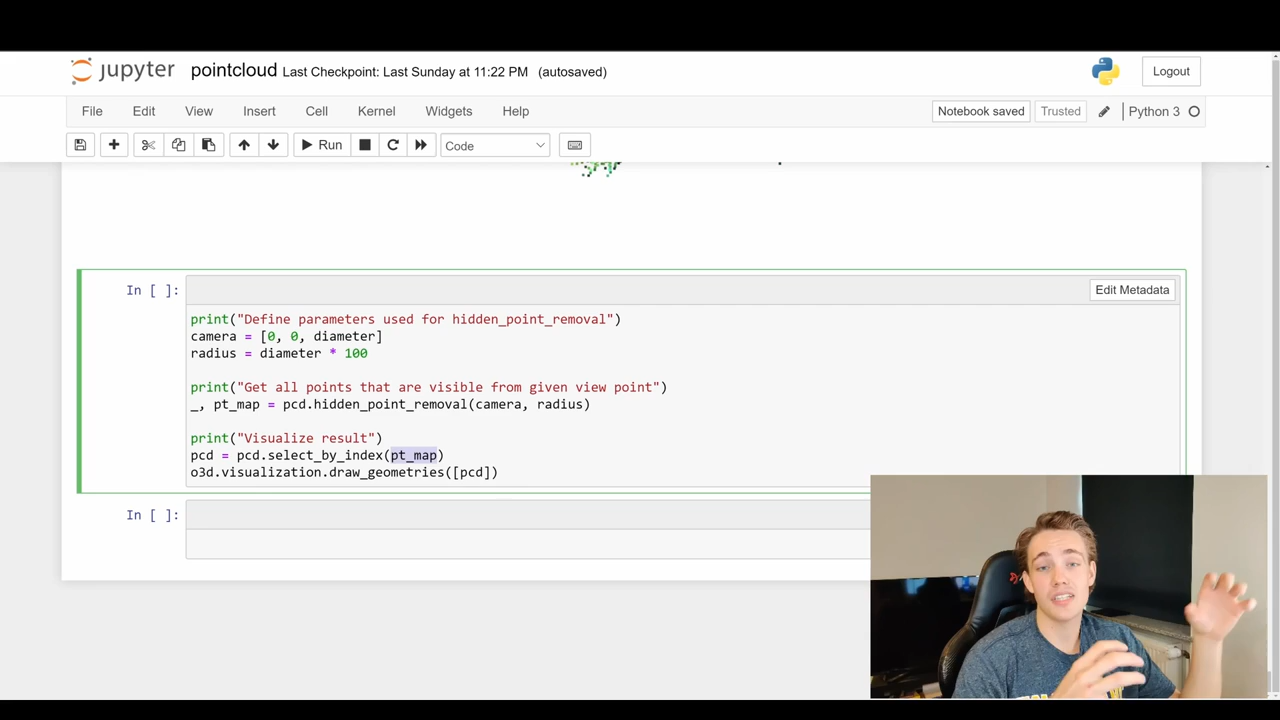 jupyter pointcloud Last Checkpoint: Last Sunday at 11:22 PM (autosaved) Logout
File Edit View Insert Cell Kernel Widgets Help Notebook saved Trusted Python 3
Run Code
In [ ]: Edit Metadata
print("Define parameters used for hidden_point_removal")
camera = [0, 0, diameter]
radius = diameter * 100
print("Get all points that are visible from given view point")
_, pt_map = pcd.hidden_point_removal(camera, radius)
print("Visualize result")
pcd = pcd.select_by_index(pt_map)
o3d.visualization.draw_geometries([pcd])
In [ ]: